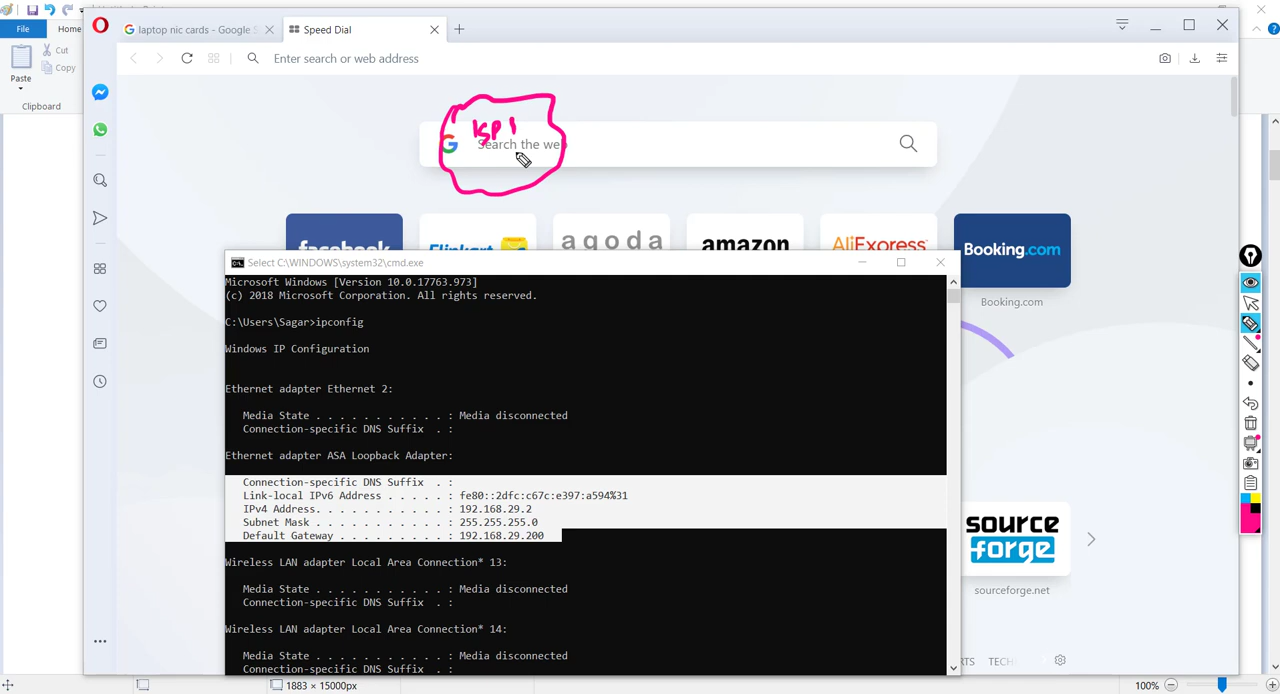 File
Home
laptop nic cards - Google S
Speed Dial
Paste
Cut
Copy
Clipboard
Enter search or web address
ISP 1
Search the web
facebook
Flipkart
agoda
amazon
AliExpress
Booking.com
Booking.com
Select C:\WINDOWS\system32\cmd.exe
Microsoft Windows [Version 10.0.17763.973]
(c) 2018 Microsoft Corporation. All rights reserved.
C:\Users\Sagar>ipconfig
Windows IP Configuration
Ethernet adapter Ethernet 2:
Media State . . . . . . . . . . . : Media disconnected
Connection-specific DNS Suffix . :
Ethernet adapter ASA Loopback Adapter:
Connection-specific DNS Suffix . :
Link-local IPv6 Address . . . . . : fe80::2dfc:c67c:e397:a594%31
IPv4 Address. . . . . . . . . . . : 192.168.29.2
Subnet Mask . . . . . . . . . . . : 255.255.255.0
Default Gateway . . . . . . . . . : 192.168.29.200
Wireless LAN adapter Local Area Connection* 13:
Media State . . . . . . . . . . . : Media disconnected
Connection-specific DNS Suffix . :
Wireless LAN adapter Local Area Connection* 14:
Media State . . . . . . . . . . . : Media disconnected
Connection-specific DNS Suffix . :
SOURCE
FORGE
sourceforge.net
RTS
TECH
1883 × 15000px
100%